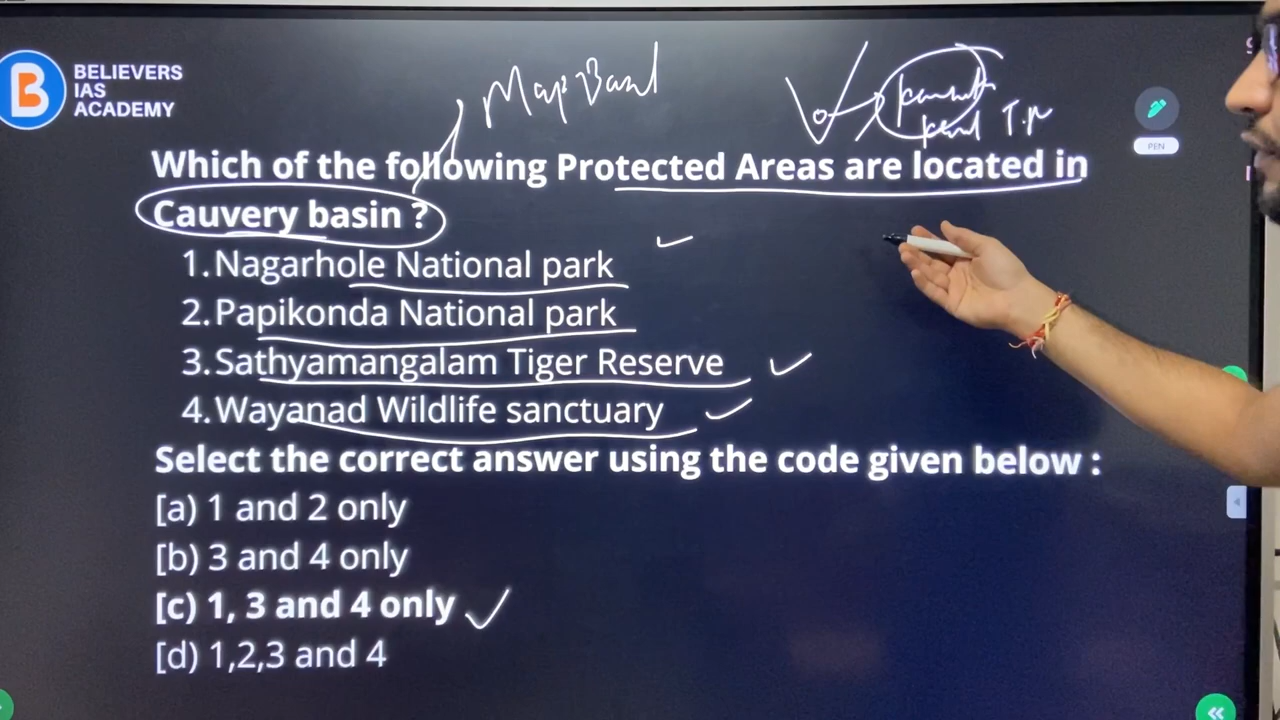 BELIEVERS
IAS
ACADEMY
Map Based
PEN
Which of the following Protected Areas are located in
Cauvery basin ?
1. Nagarhole National park
2. Papikonda National park
3. Sathyamangalam Tiger Reserve
4. Wayanad Wildlife sanctuary
Select the correct answer using the code given below :
[a) 1 and 2 only
[b) 3 and 4 only
[c) 1, 3 and 4 only
[d) 1,2,3 and 4